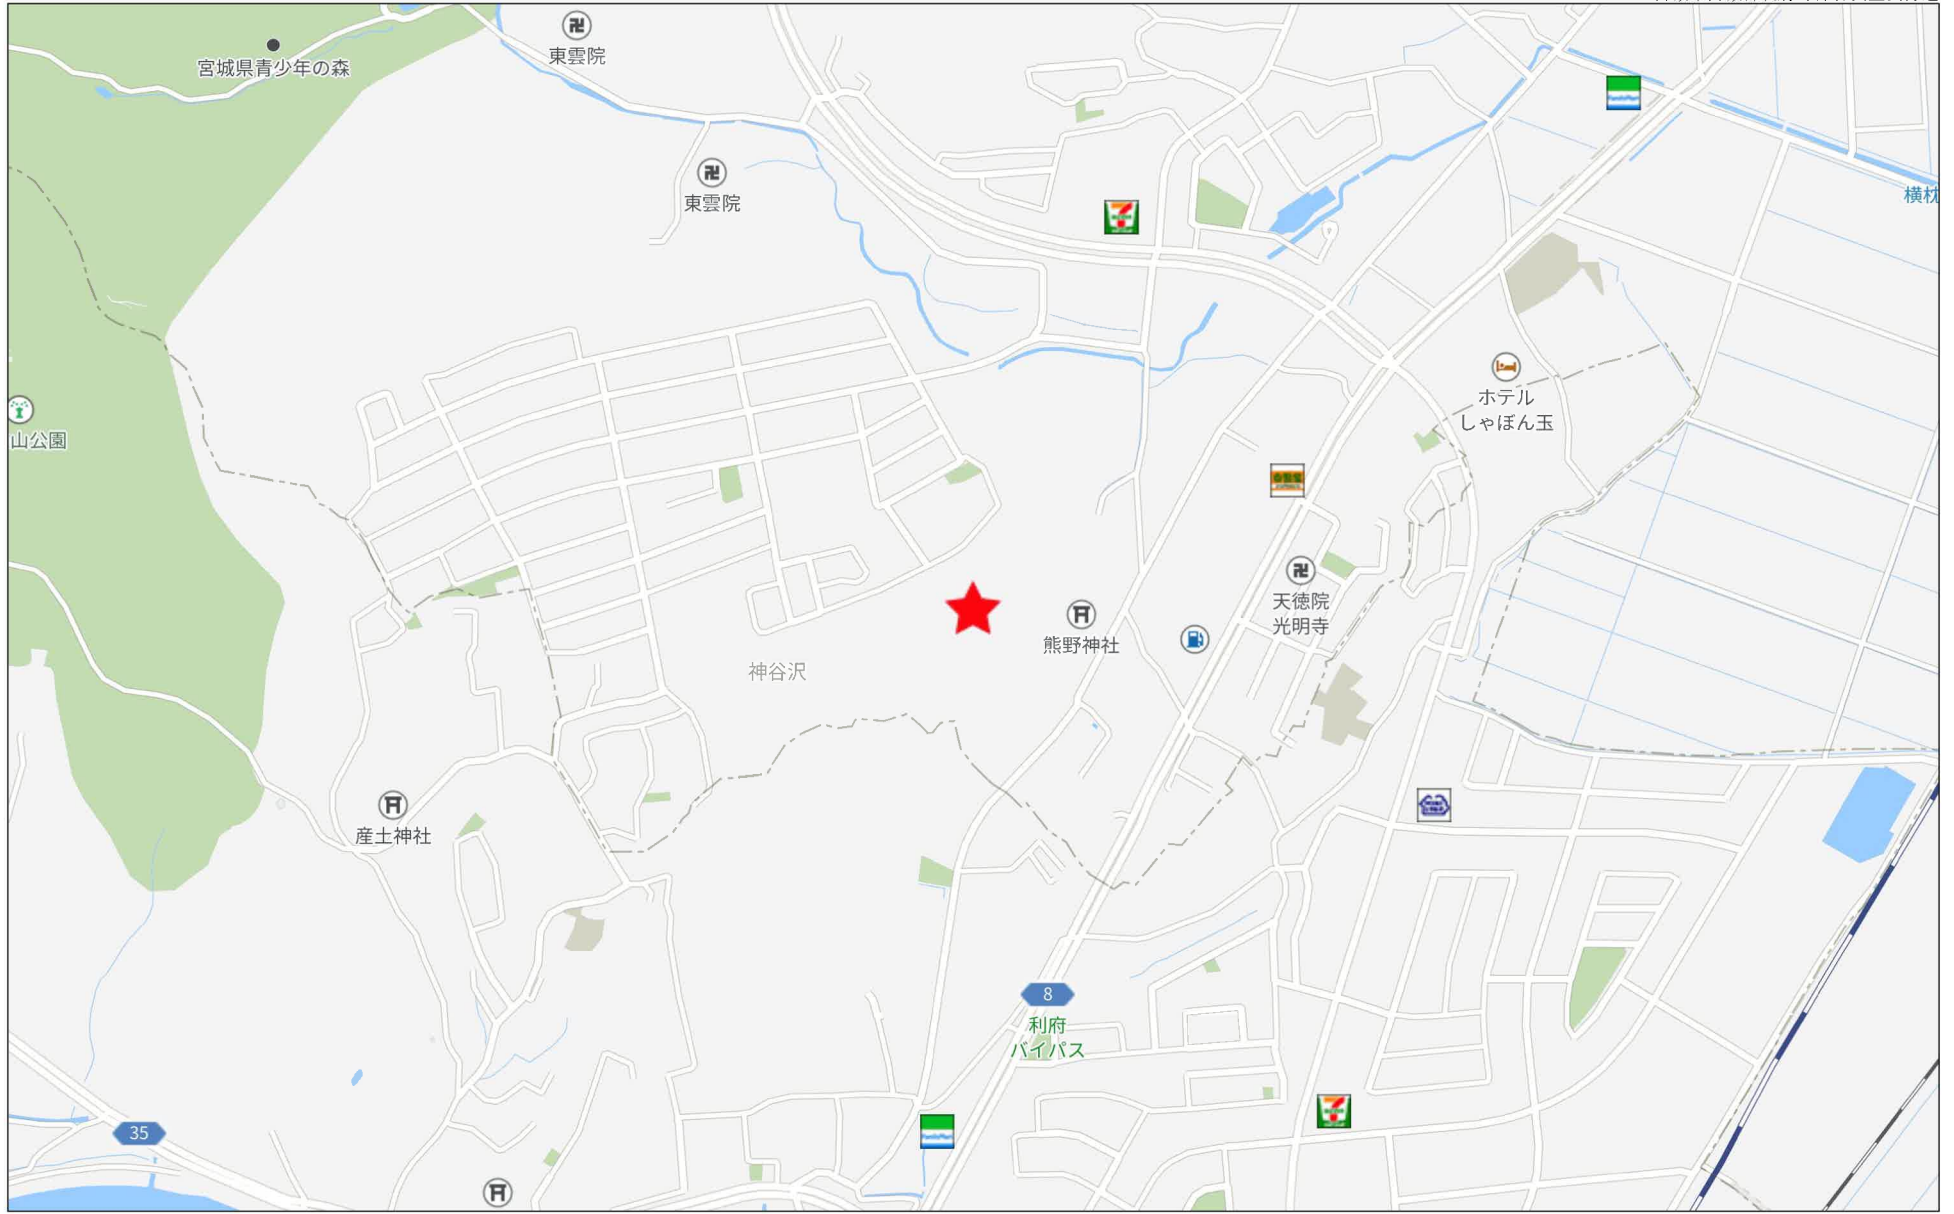 宮城県青少年の森
東雲院
東雲院
横枕
FamilyMart
山公園
ホテル
しゃぼん玉
天徳院
光明寺
熊野神社
神谷沢
産土神社
8
利府
バイパス
35